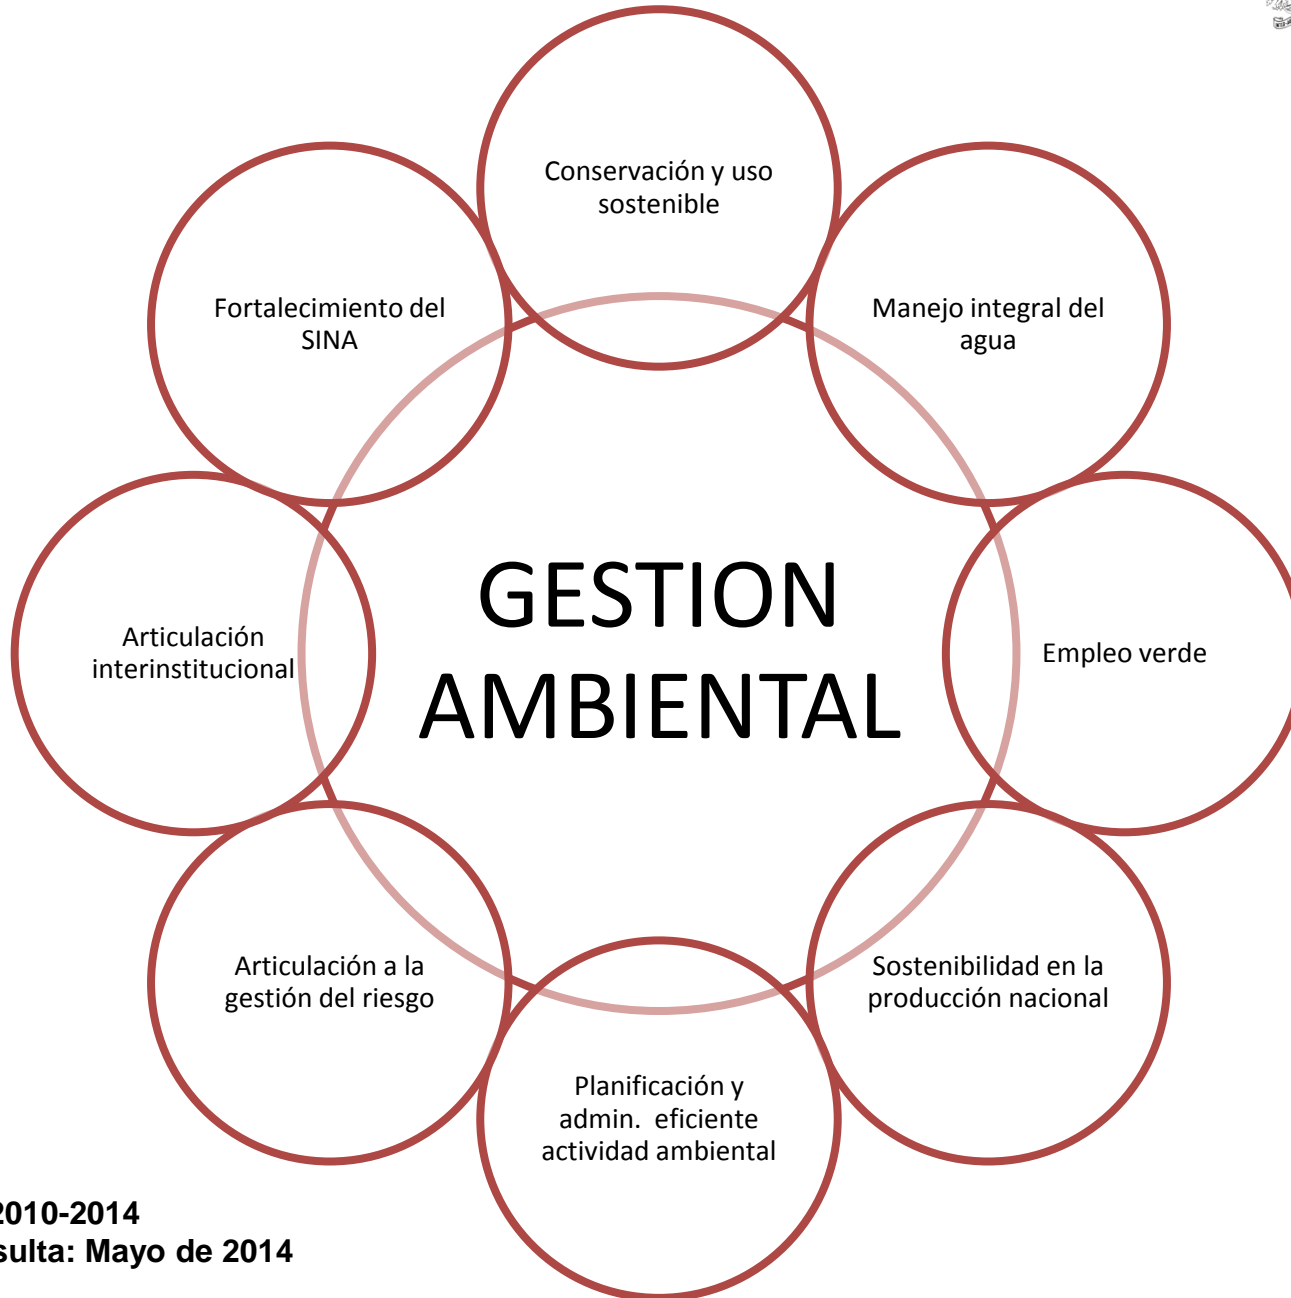 Conservación y uso
sostenible
Manejo integral del
agua
Empleo verde
Sostenibilidad en la
producción nacional
Planificación y
admin.  eficiente
actividad ambiental
Articulación a la
gestión del riesgo
Articulación
interinstitucional
Fortalecimiento del
SINA
GESTION
AMBIENTAL
2010-2014
sulta: Mayo de 2014